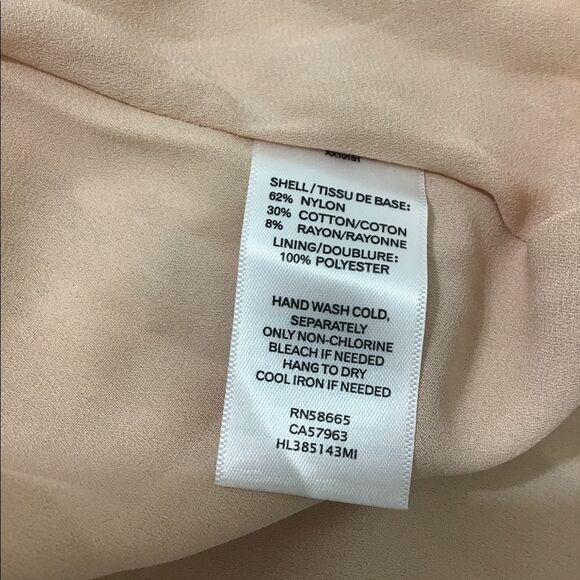 SHELL/TISSU DE BASE:
62% NYLON
30% COTTON/COTON
8% RAYON/RAYONNE
LINING/DOUBLURE:
100% POLYESTER
HAND WASH COLD,
SEPARATELY
ONLY NON-CHLORINE
BLEACH IF NEEDED
HANG TO DRY
COOL IRON IF NEEDED
RN58665
CA57963
HL385143MI